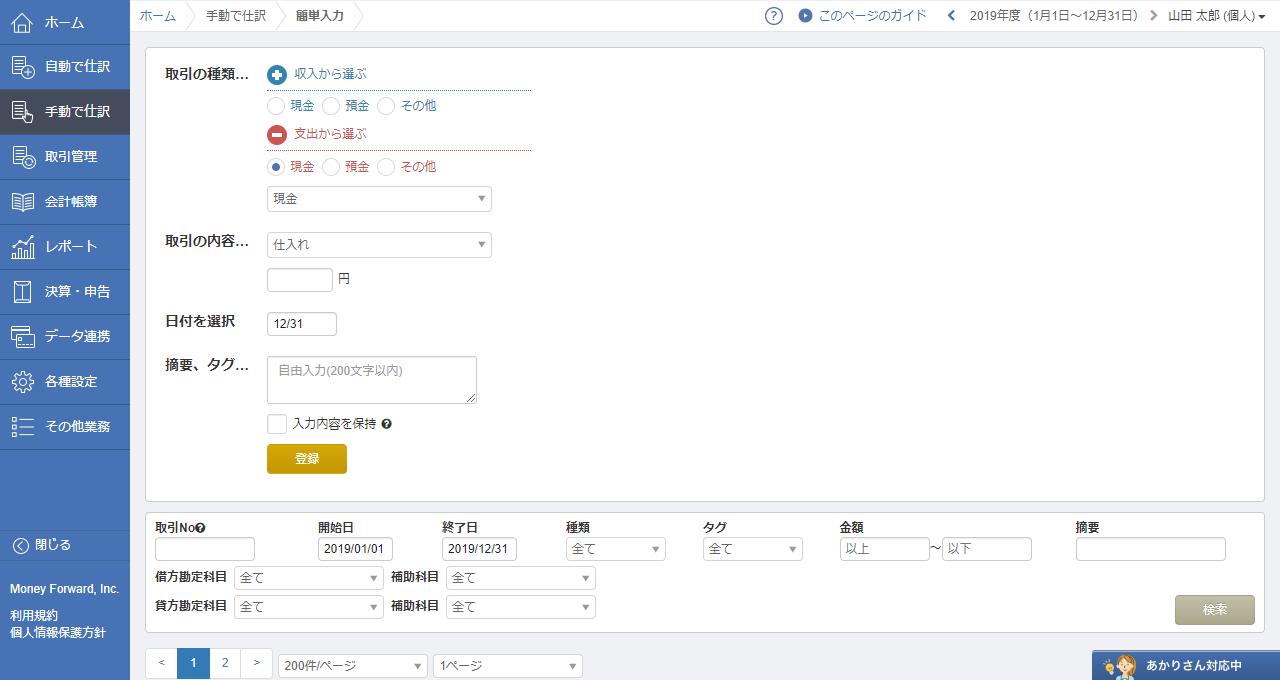 ホーム 手動で仕訳 簡単入力 ? このページのガイド 2019年度（1月1日～12月31日） 山田 太郎 (個人)
ホーム
自動で仕訳
手動で仕訳
取引管理
会計帳簿
レポート
決算・申告
データ連携
各種設定
その他業務
閉じる
Money Forward, Inc.
利用規約
個人情報保護方針
取引の種類… 収入から選ぶ
現金 預金 その他
支出から選ぶ
現金 預金 その他
現金
取引の内容… 仕入れ
円
日付を選択 12/31
摘要、タグ… 自由入力(200文字以内)
入力内容を保持 ?
登録
取引No? 開始日 終了日 種類 タグ 金額 摘要
2019/01/01 2019/12/31 全て 全て 以上 ～ 以下
借方勘定科目 全て 補助科目 全て
貸方勘定科目 全て 補助科目 全て
検索
< 1 2 > 200件/ページ 1ページ
あかりさん対応中